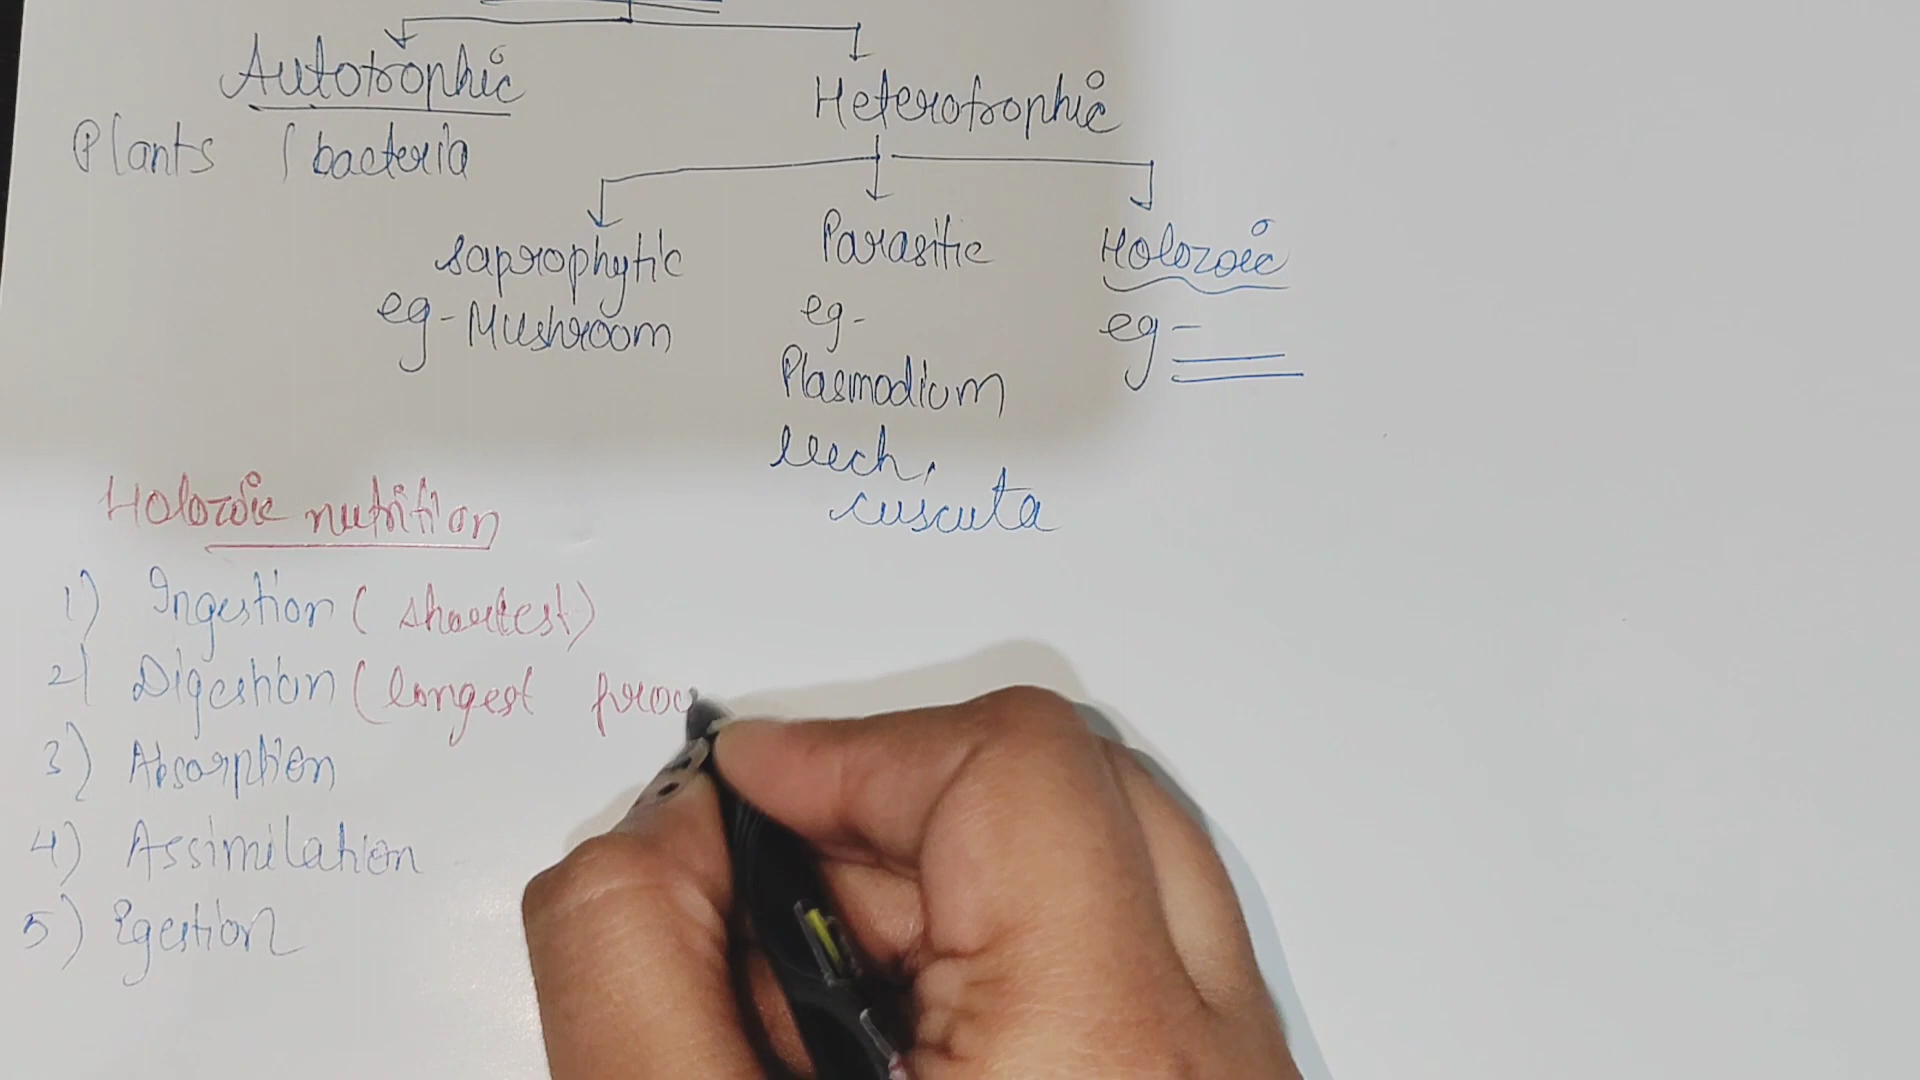 Autotrophic
Heterotrophic
Plants / bacteria
saprophytic
Parasitic
Holozoic
eg- Mushroom
eg-
eg-
Plasmodium
leech,
cuscuta
Holozoic nutrition
1) Ingestion (shortest)
2) Digestion (longest proc
3) Absorption
4) Assimilation
5) Egestion